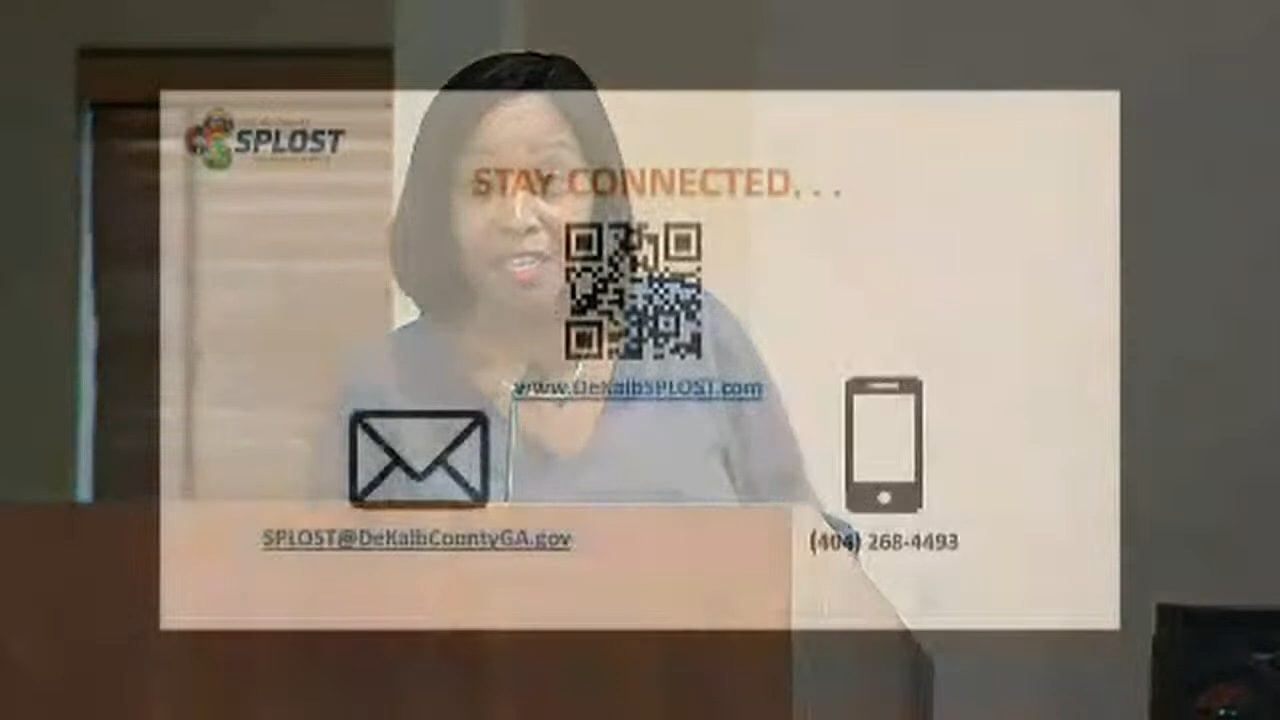 SPLOST
STAY CONNECTED. . .
www.DeKalbSPLOST.com
SPLOST@DeKalbCountyGA.gov
(404) 268-4493